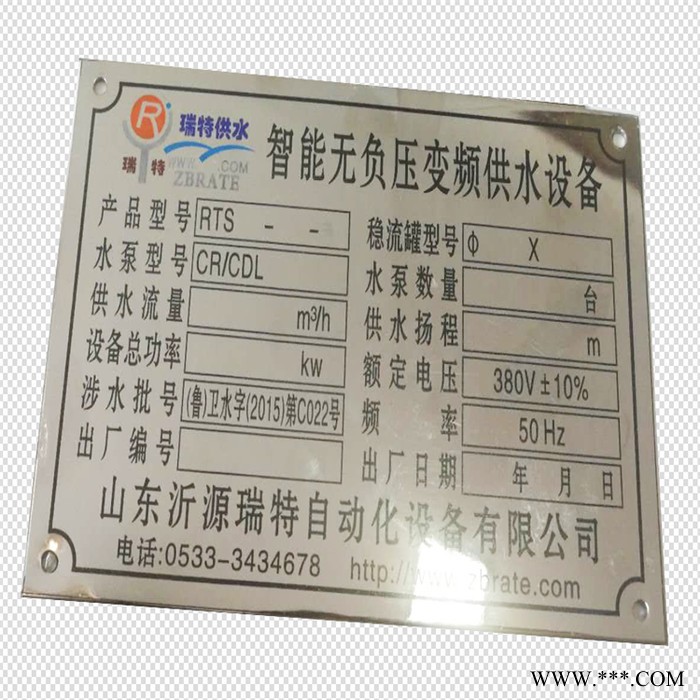 R
瑞特
瑞特供水
WWW.***.COM
ZBRATE
智能无负压变频供水设备
产品型号 RTS - -
稳流罐型号 Φ X
水泵型号 CR/CDL
水泵数量 台
供水流量 m³/h
供水扬程 m
设备总功率 kw
额定电压 380V±10%
涉水批号 (鲁)卫水字(2015)第C022号
频率 50Hz
出厂编号
出厂日期 年 月 日
山东沂源瑞特自动化设备有限公司
电话:0533-3434678 http://www.zbrate.com
WWW.***.COM